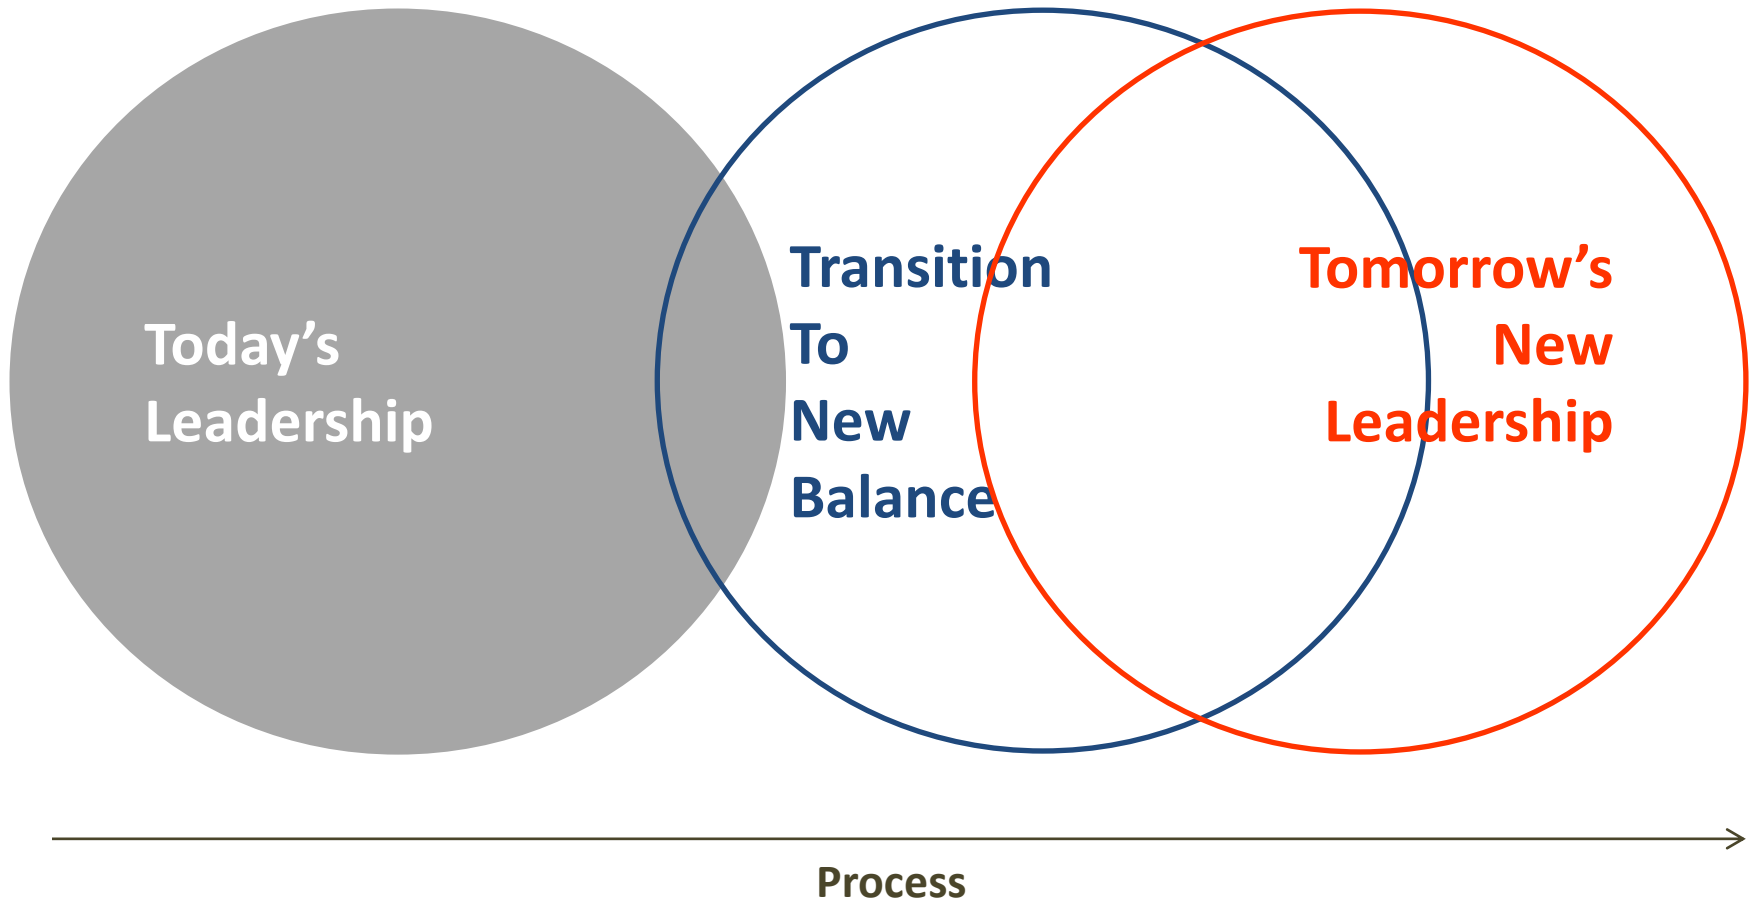 Today’s
Leadership
Transition
To
New
Balance
Tomorrow’s
New
Leadership
Process